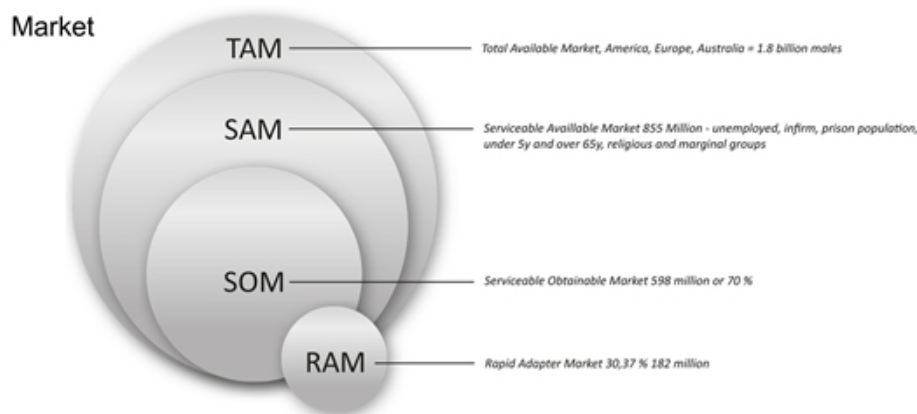 Market
TAM
Total Available Market, America, Europe, Australia = 1.8 billion males
SAM
Serviceable Availlable Market 855 Million - unemployed, infirm, prison population,
under 5y and over 65y, religious and marginal groups
SOM
Serviceable Obtainable Market 598 million or 70 %
RAM
Rapid Adapter Market 30,37 % 182 million